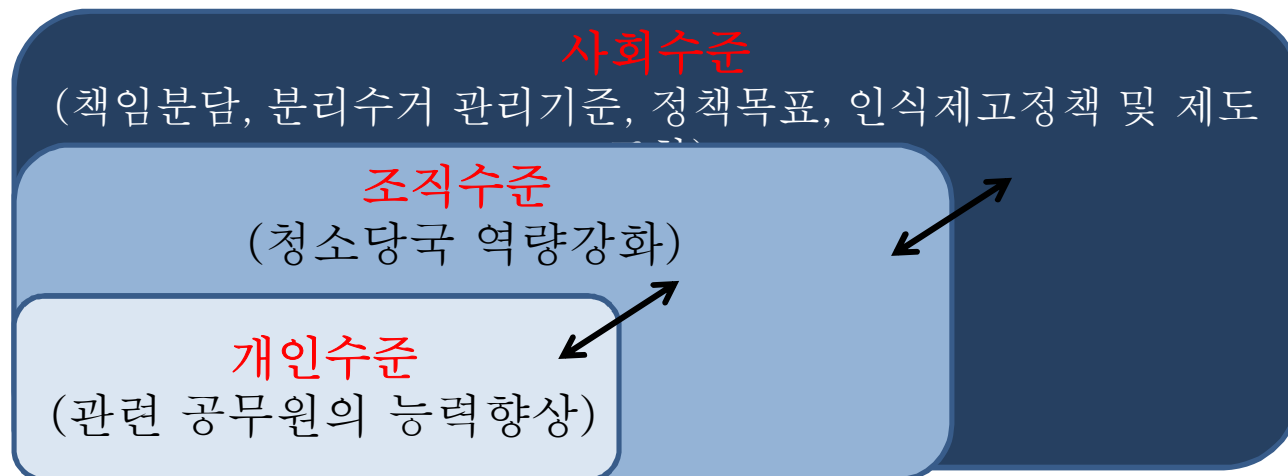 사회수준
(책임분담, 분리수거 관리기준, 정책목표, 인식제고정책 및 제도
조직수준
(청소당국 역량강화)
개인수준
(관련 공무원의 능력향상)